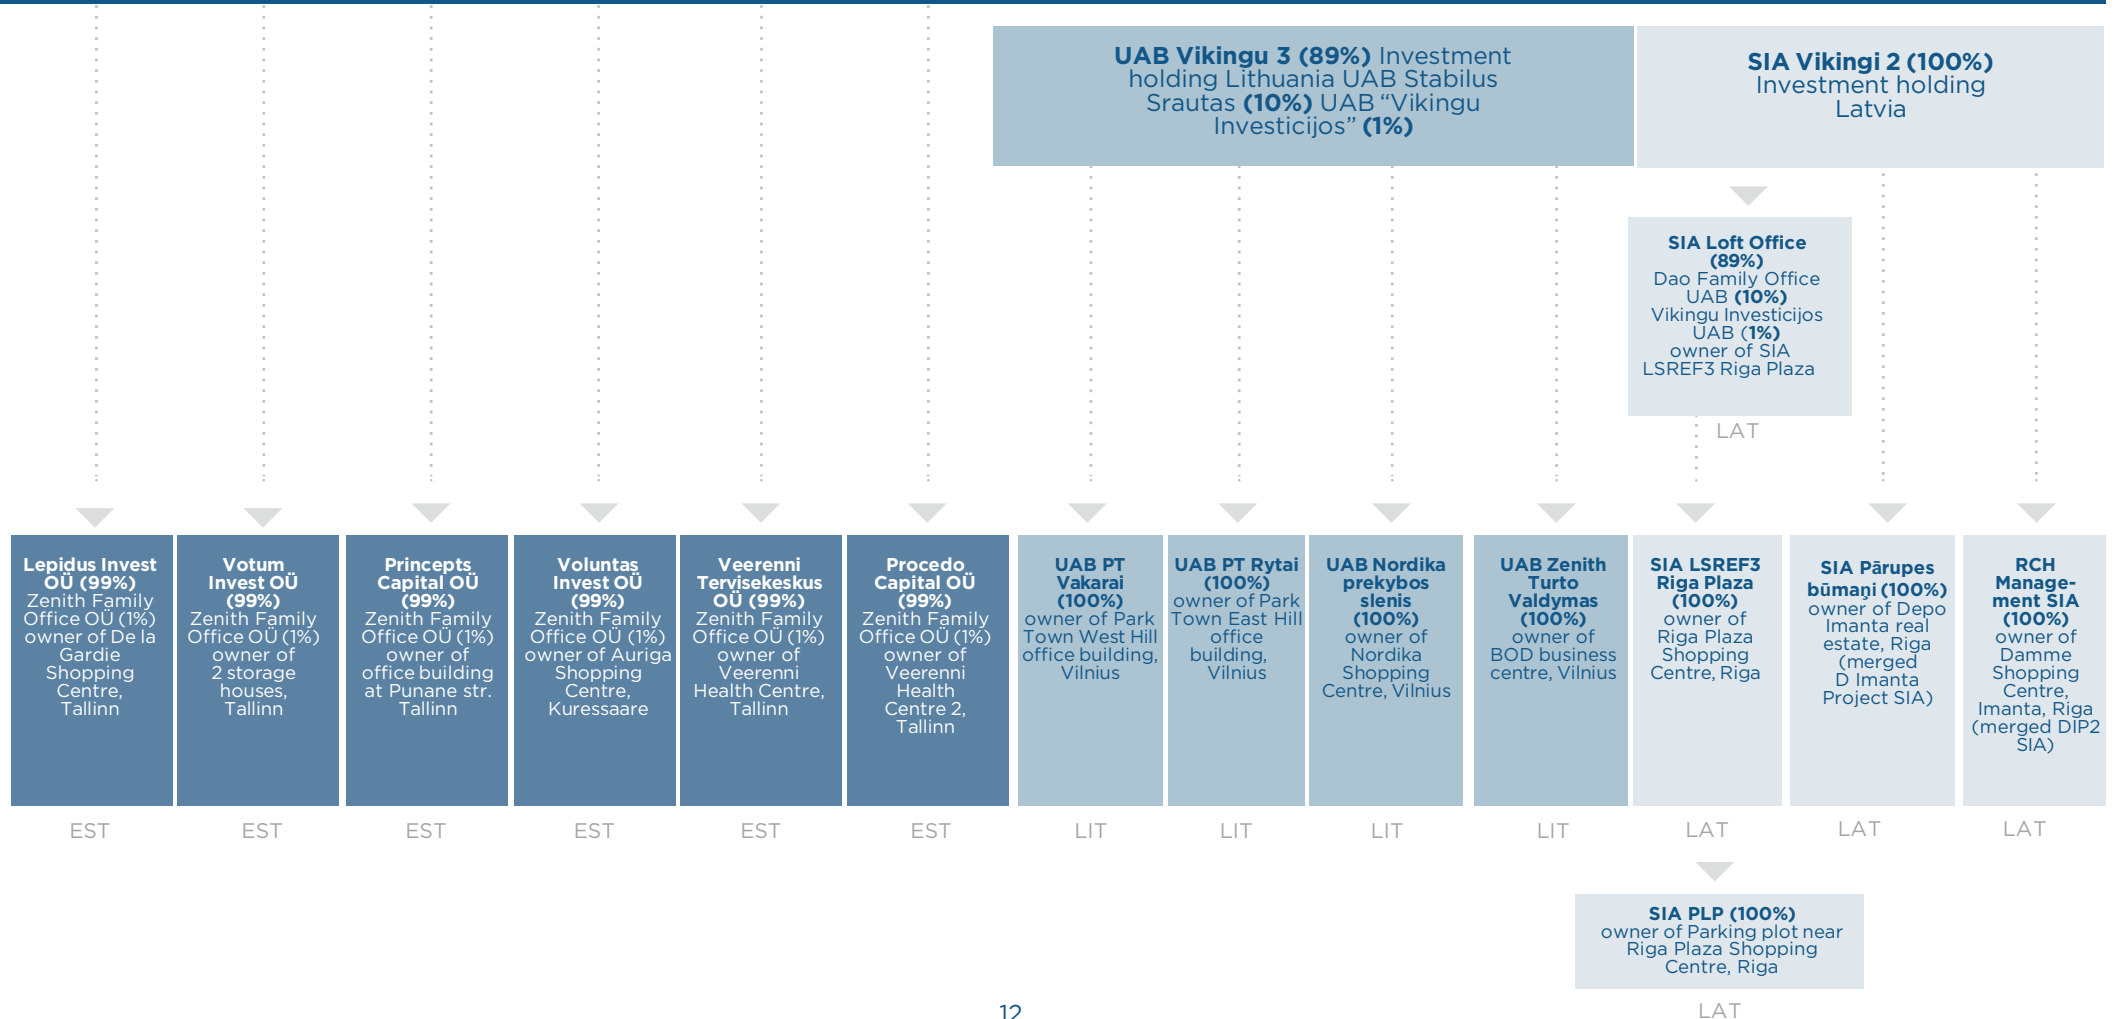 UAB Vikingu 3 (89%) Investment
holding Lithuania UAB Stabilus
Srautas (10%) UAB “Vikingu
Investicijos” (1%)
SIA Vikingi 2 (100%)
Investment holding
Latvia
SIA Loft Office
(89%)
Dao Family Office
UAB (10%)
Vikingu Investicijos
UAB (1%)
owner of SIA
LSREF3 Riga Plaza
LAT
Lepidus Invest
OÜ (99%)
Zenith Family
Office OÜ (1%)
owner of De la
Gardie
Shopping
Centre,
Tallinn
EST
Votum
Invest OÜ
(99%)
Zenith Family
Office OÜ (1%)
owner of
2 storage
houses,
Tallinn
EST
Princepts
Capital OÜ
(99%)
Zenith Family
Office OÜ (1%)
owner of
office building
at Punane str.
Tallinn
EST
Voluntas
Invest OÜ
(99%)
Zenith Family
Office OÜ (1%)
owner of Auriga
Shopping
Centre,
Kuressaare
EST
Veerenni
Tervisekeskus
OÜ (99%)
Zenith Family
Office OÜ (1%)
owner of
Veerenni
Health Centre,
Tallinn
EST
Procedo
Capital OÜ
(99%)
Zenith Family
Office OÜ (1%)
owner of
Veerenni
Health
Centre 2,
Tallinn
EST
UAB PT
Vakarai
(100%)
owner of Park
Town West Hill
office building,
Vilnius
LIT
UAB PT Rytai
(100%)
owner of Park
Town East Hill
office
building,
Vilnius
LIT
UAB Nordika
prekybos
slenis
(100%)
owner of
Nordika
Shopping
Centre, Vilnius
LIT
UAB Zenith
Turto
Valdymas
(100%)
owner of
BOD business
centre, Vilnius
LIT
SIA LSREF3
Riga Plaza
(100%)
owner of
Riga Plaza
Shopping
Centre, Riga
LAT
SIA Pārupes
būmaņi (100%)
owner of Depo
Imanta real
estate, Riga
(merged
D Imanta
Project SIA)
LAT
RCH
Manage-
ment SIA
(100%)
owner of
Damme
Shopping
Centre,
Imanta, Riga
(merged DIP2
SIA)
LAT
SIA PLP (100%)
owner of Parking plot near
Riga Plaza Shopping
Centre, Riga
LAT
12